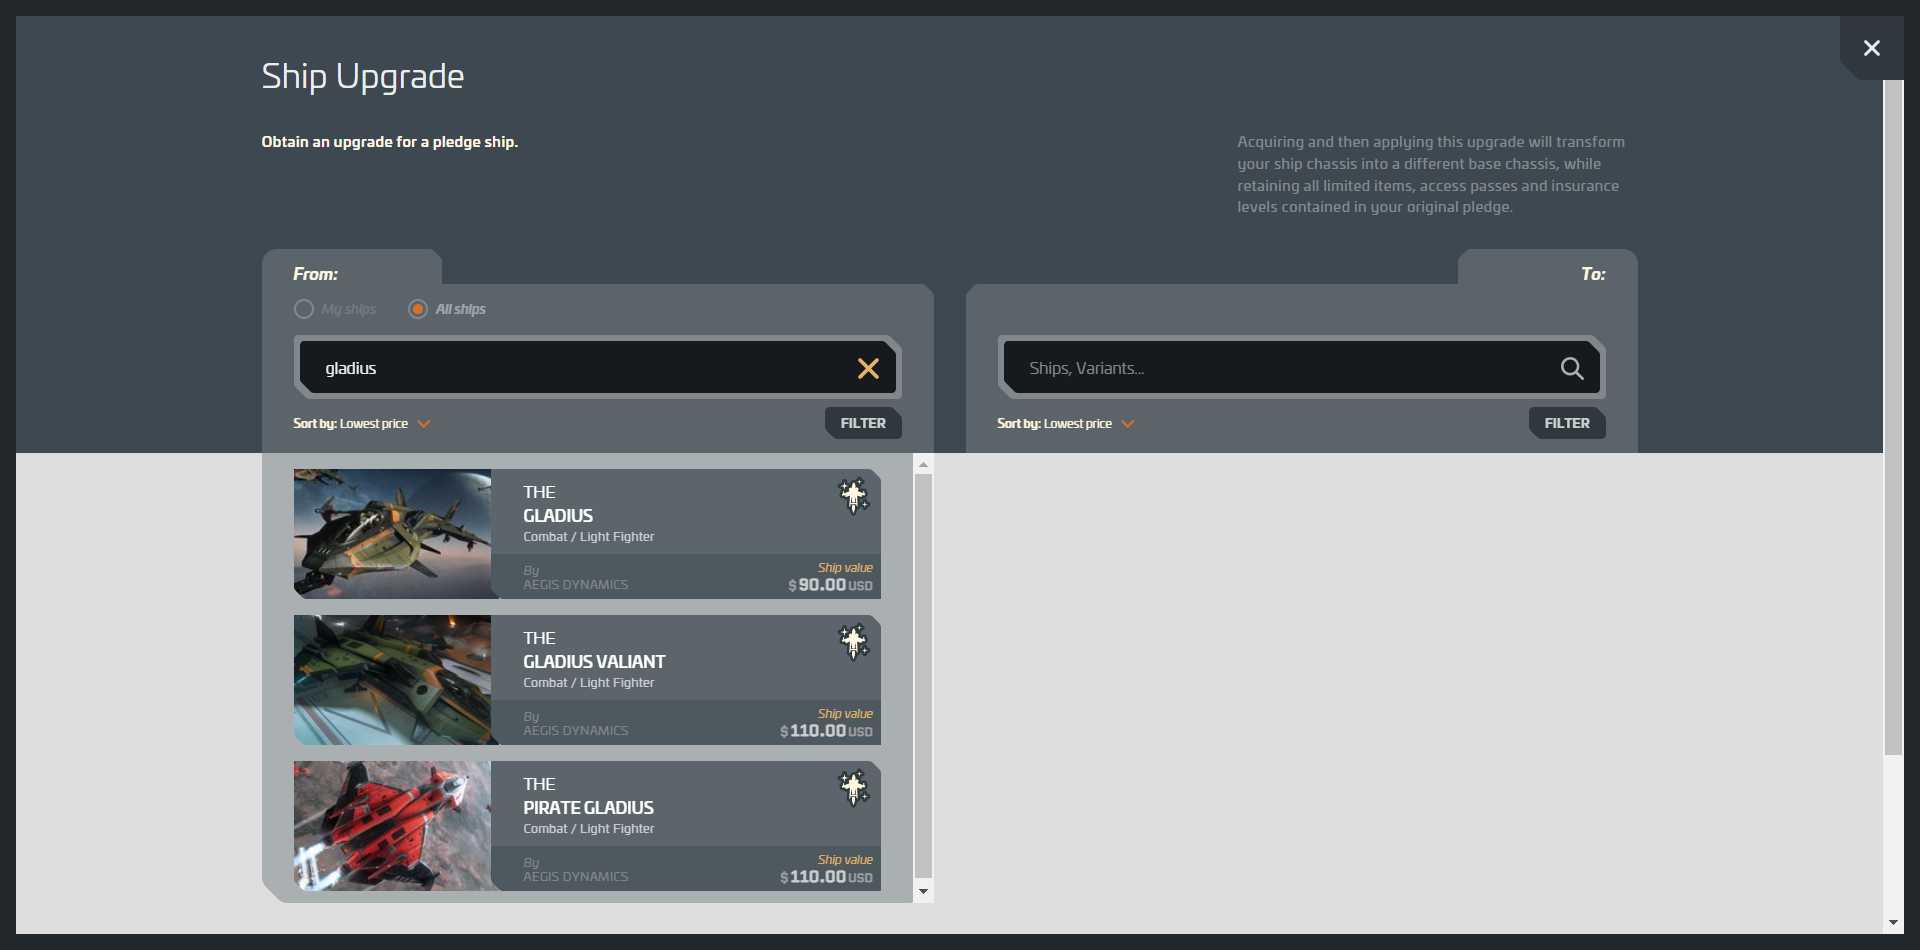 Ship Upgrade
Obtain an upgrade for a pledge ship.
Acquiring and then applying this upgrade will transform
your ship chassis into a different base chassis, while
retaining all limited items, access passes and insurance
levels contained in your original pledge.
From:
My ships
All ships
gladius
Sort by: Lowest price
FILTER
THE
GLADIUS
Combat / Light Fighter
By
AEGIS DYNAMICS
Ship value
$90.00 USD
THE
GLADIUS VALIANT
Combat / Light Fighter
By
AEGIS DYNAMICS
Ship value
$110.00 USD
THE
PIRATE GLADIUS
Combat / Light Fighter
By
AEGIS DYNAMICS
Ship value
$110.00 USD
To:
Ships, Variants...
Sort by: Lowest price
FILTER